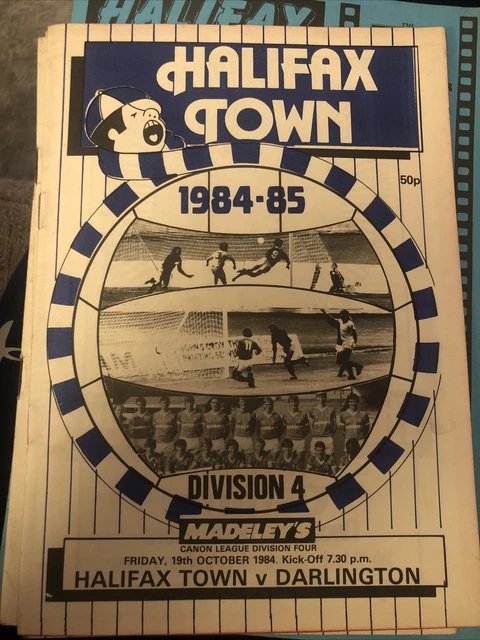 HALIFAX
THE
HALIFAX
TOWN
50p
1984-85
DIVISION 4
MADELEY'S
CANON LEAGUE DIVISION FOUR
FRIDAY, 19th OCTOBER 1984. Kick-Off 7.30 p.m.
HALIFAX TOWN v DARLINGTON